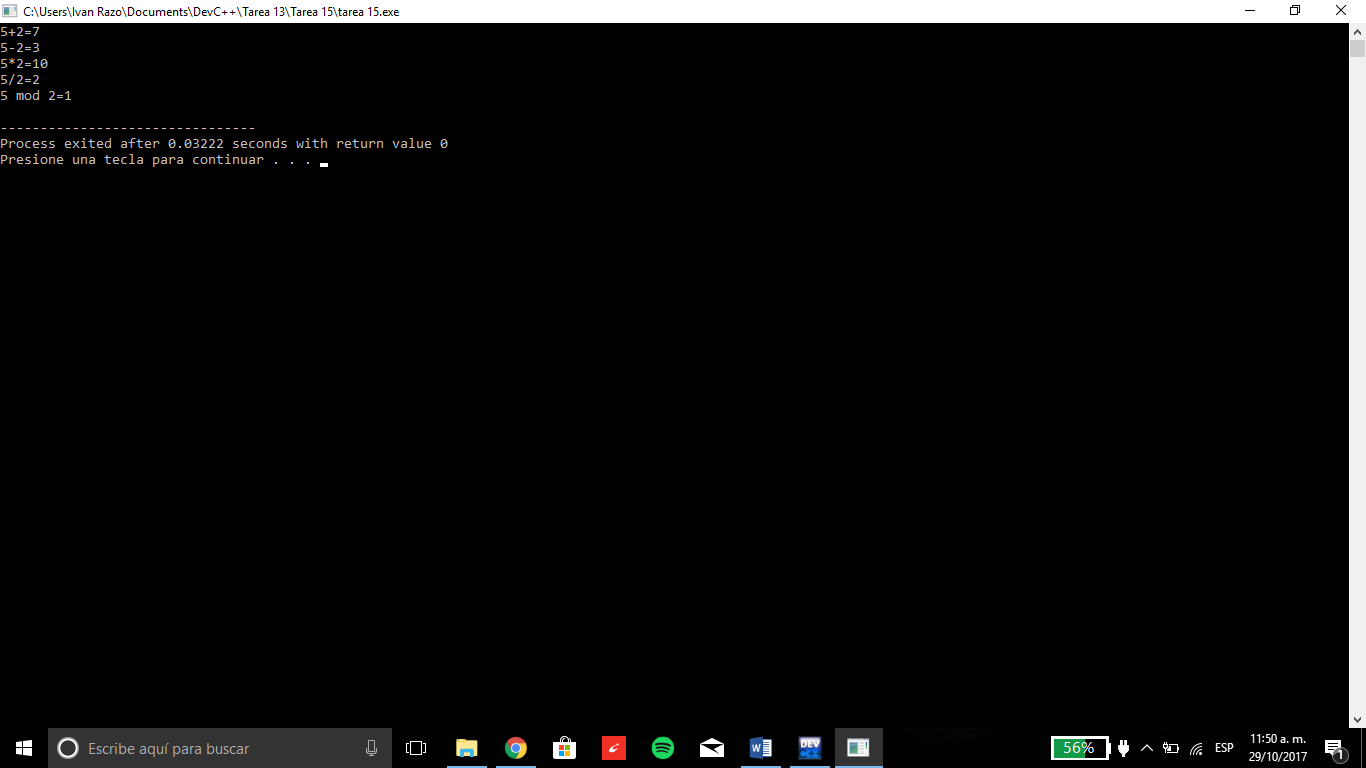 C:\Users\Ivan Razo\Documents\DevC++\Tarea 13\Tarea 15\tarea 15.exe
5+2=7
5-2=3
5*2=10
5/2=2
5 mod 2=1
--------------------------------
Process exited after 0.03222 seconds with return value 0
Presione una tecla para continuar . . .
Escribe aquí para buscar
W
DEV
C++
56%
ESP
11:50 a. m.
29/10/2017
1